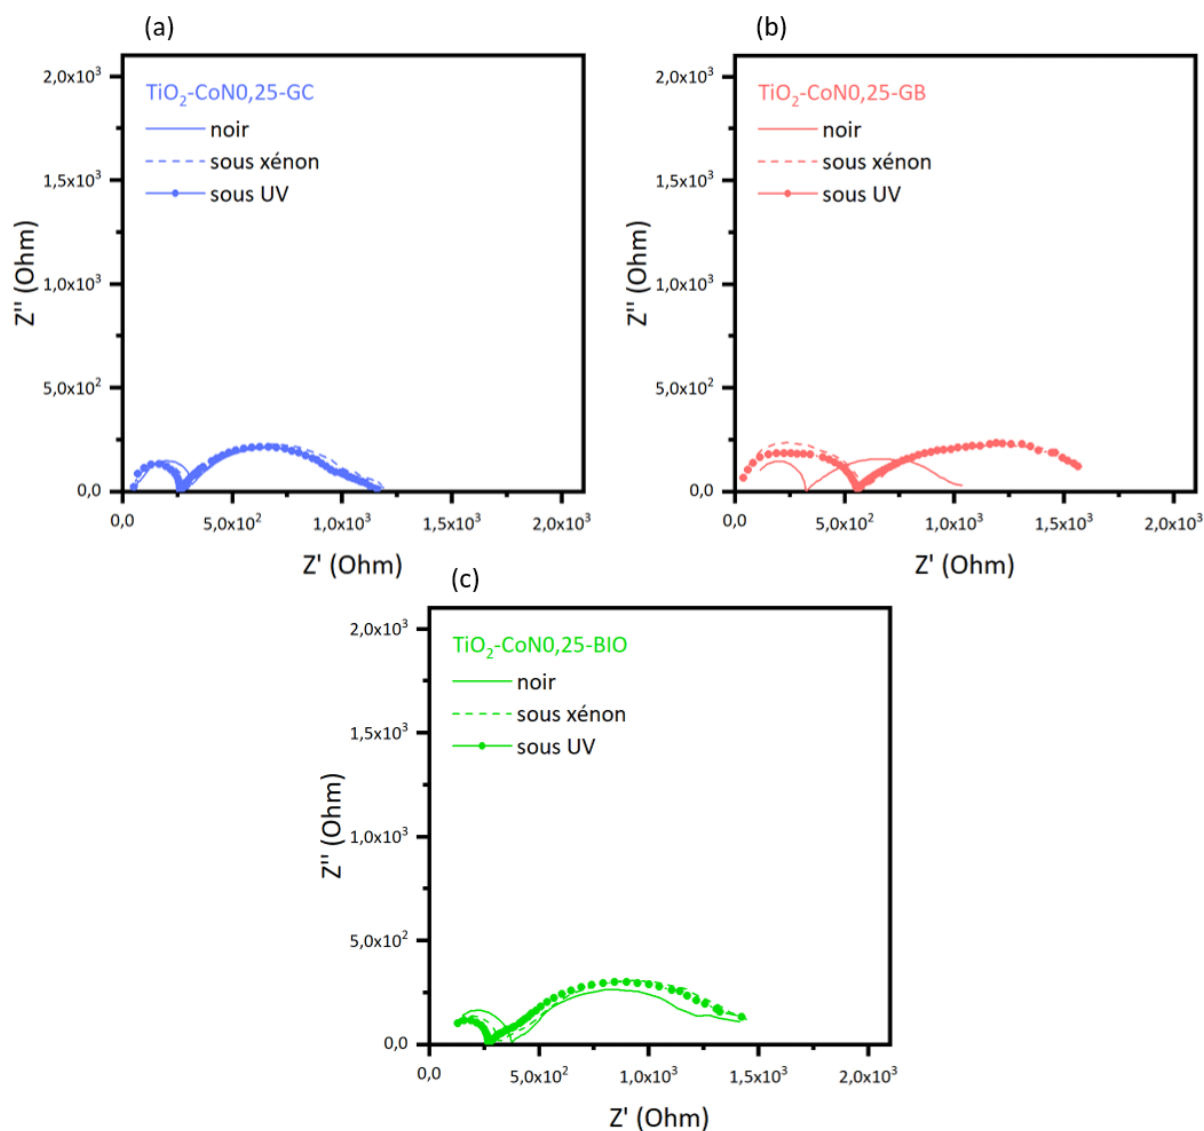 (a)
TiO₂-CoN0,25-GC
noir
sous xénon
sous UV
2,0x10³
1,5x10³
1,0x10³
5,0x10²
0,0
Z'' (Ohm)
0,0 5,0x10² 1,0x10³ 1,5x10³ 2,0x10³
Z' (Ohm)
(b)
TiO₂-CoN0,25-GB
noir
sous xénon
sous UV
2,0x10³
1,5x10³
1,0x10³
5,0x10²
0,0
Z'' (Ohm)
0,0 5,0x10² 1,0x10³ 1,5x10³ 2,0x10³
Z' (Ohm)
(c)
TiO₂-CoN0,25-BIO
noir
sous xénon
sous UV
2,0x10³
1,5x10³
1,0x10³
5,0x10²
0,0
Z'' (Ohm)
0,0 5,0x10² 1,0x10³ 1,5x10³ 2,0x10³
Z' (Ohm)